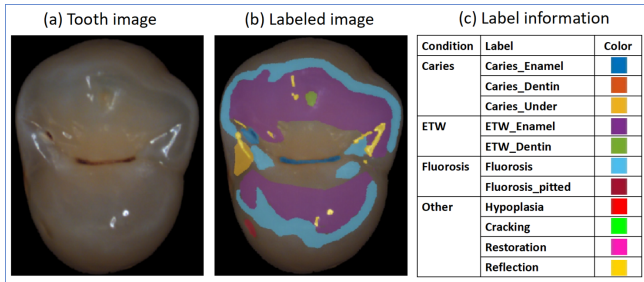 (a) Tooth image
(b) Labeled image
(c) Label information
Condition Label Color
Caries Caries_Enamel
Caries_Dentin
Caries_Under
ETW ETW_Enamel
ETW_Dentin
Fluorosis Fluorosis
Fluorosis_pitted
Other Hypoplasia
Cracking
Restoration
Reflection